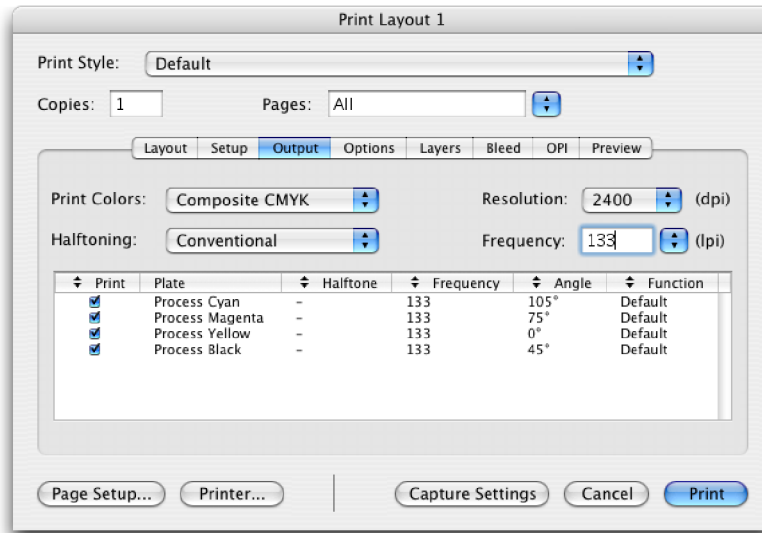 Print Layout 1
Print Style: Default
Copies: 1 Pages: All
Layout Setup Output Options Layers Bleed OPI Preview
Print Colors: Composite CMYK Resolution: 2400 (dpi)
Halftoning: Conventional Frequency: 133 (lpi)
Print Plate Halftone Frequency Angle Function
Process Cyan – 133 105° Default
Process Magenta – 133 75° Default
Process Yellow – 133 0° Default
Process Black – 133 45° Default
Page Setup... Printer... Capture Settings Cancel Print